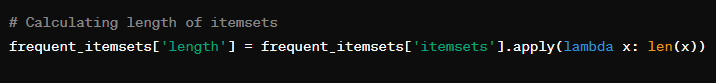 # Calculating length of itemsets
frequent_itemsets['length'] = frequent_itemsets['itemsets'].apply(lambda x: len(x))